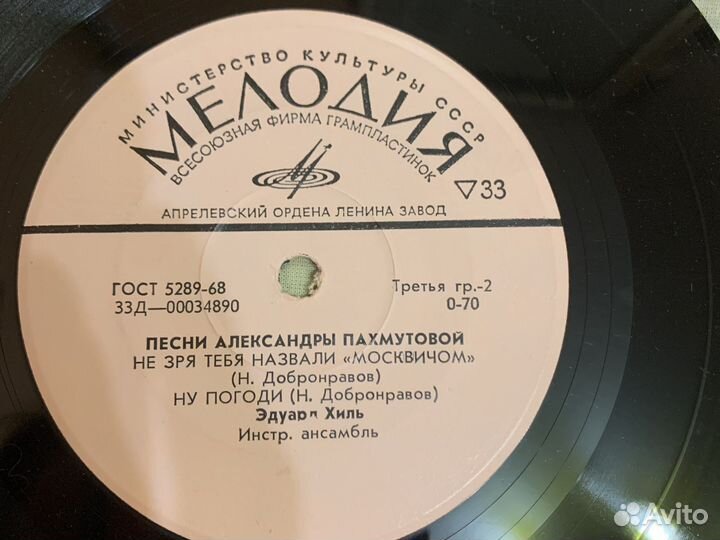 МИНИСТЕРСТВО КУЛЬТУРЫ СССР
МЕЛОДИЯ
ВСЕСОЮЗНАЯ ФИРМА ГРАМПЛАСТИНОК
▽33
АПРЕЛЕВСКИЙ ОРДЕНА ЛЕНИНА ЗАВОД
ГОСТ 5289-68 Третья гр.-2
33Д—00034890 0-70
ПЕСНИ АЛЕКСАНДРЫ ПАХМУТОВОЙ
НЕ ЗРЯ ТЕБЯ НАЗВАЛИ «МОСКВИЧОМ»
(Н. Добронравов)
НУ ПОГОДИ (Н. Добронравов)
Эдуард Хиль
Инстр. ансамбль
Avito